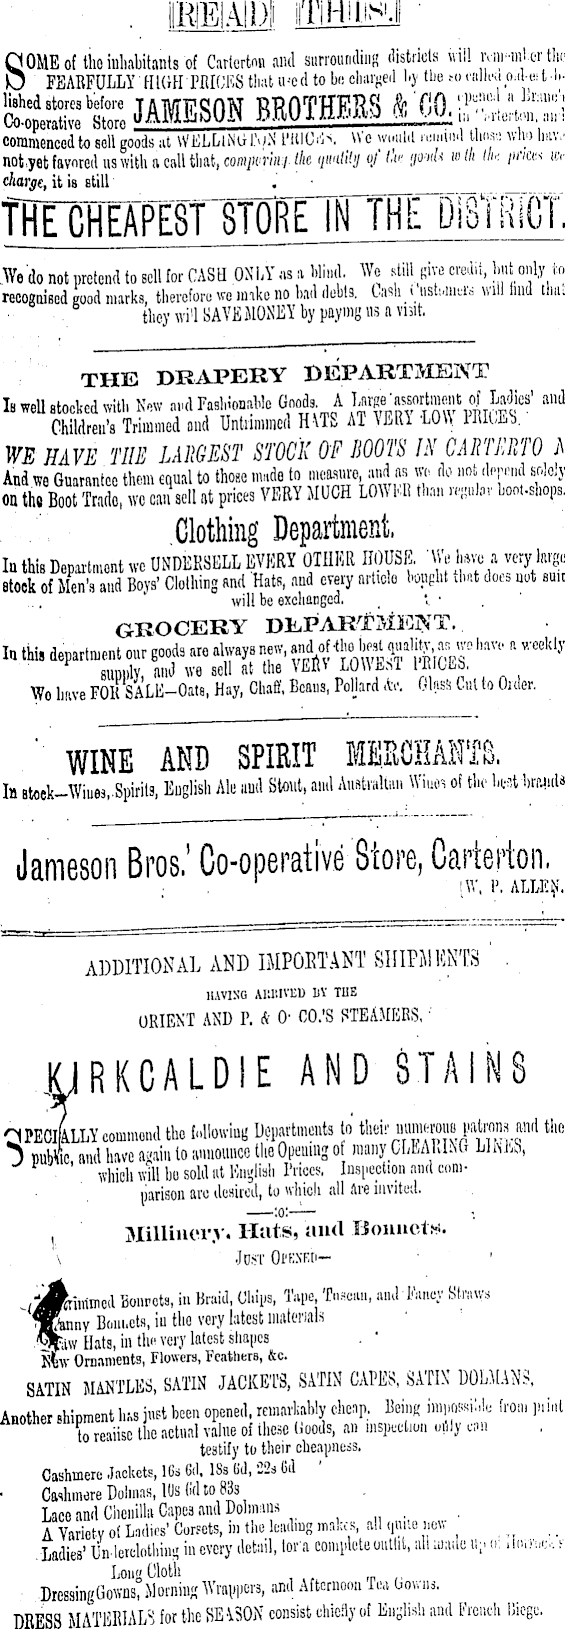 READ THIS!
SOME of the inhabitants of Carterton and surrounding districts will remember the
FEARFULLY HIGH PRICES that used to be charged by the so called old estab-
lished stores before JAMESON BROTHERS & CO. opened a Branch
Co-operative Store in Carterton, and
commenced to sell goods at WELLINGTON PRICES. We would remind those who have
not yet favored us with a call that, comparing the quality of the goods with the prices we
charge, it is still
THE CHEAPEST STORE IN THE DISTRICT.
We do not pretend to sell for CASH ONLY as a blind. We still give credit, but only to
recognised good marks, therefore we make no bad debts. Cash Customers will find that
they wi'l SAVE MONEY by paying us a visit.
THE DRAPERY DEPARTMENT
Is well stocked with New and Fashionable Goods. A Large assortment of Ladies' and
Children's Trimmed and Untrimmed HATS AT VERY LOW PRICES.
WE HAVE THE LARGEST STOCK OF BOOTS IN CARTERTO N
And we Guarantee them equal to those made to measure, and as we do not depend solely
on the Boot Trade, we can sell at prices VERY MUCH LOWER than regular boot-shops.
Clothing Department.
In this Department we UNDERSELL EVERY OTHER HOUSE. We have a very large
stock of Men's and Boys' Clothing and Hats, and every article bought that does not suit
will be exchanged.
GROCERY DEPARTMENT.
In this department our goods are always new, and of the best quality, as we have a weekly
supply, and we sell at the VERY LOWEST PRICES.
We have FOR SALE—Oats, Hay, Chaff, Beans, Pollard &c. Glass Cut to Order.
WINE AND SPIRIT MERCHANTS.
In stock—Wines, Spirits, English Ale and Stout, and Australian Wines of the best brands
Jameson Bros.' Co-operative Store, Carterton.
[W. P. ALLEN.
ADDITIONAL AND IMPORTANT SHIPMENTS
HAVING ARRIVED BY THE
ORIENT AND P. & O. CO.'S STEAMERS,
KIRKCALDIE AND STAINS
SPECIALLY commend the following Departments to their numerous patrons and the
public, and have again to announce the Opening of many CLEARING LINES,
which will be sold at English Prices. Inspection and com-
parison are desired, to which all are invited.
—:o:—
Millinery, Hats, and Bonnets.
JUST OPENED—
Trimmed Bonnets, in Braid, Chips, Tape, Tuscan, and Fancy Straws
Fanny Bonnets, in the very latest materials
Straw Hats, in the very latest shapes
New Ornaments, Flowers, Feathers, &c.
SATIN MANTLES, SATIN JACKETS, SATIN CAPES, SATIN DOLMANS,
Another shipment has just been opened, remarkably cheap. Being impossible from print
to reaiise the actual value of these Goods, an inspection only can
testify to their cheapness.
Cashmere Jackets, 16s 6d, 18s 6d, 22s 6d
Cashmere Dolmas, 10s 6d to 83s
Lace and Chenilla Capes and Dolmans
A Variety of Ladies' Corsets, in the leading makes, all quite new
Ladies' Underclothing in every detail, for a complete outfit, all made up of Horrock's
Long Cloth
Dressing Gowns, Morning Wrappers, and Afternoon Tea Gowns.
DRESS MATERIALS for the SEASON consist chiefly of English and French Biege.